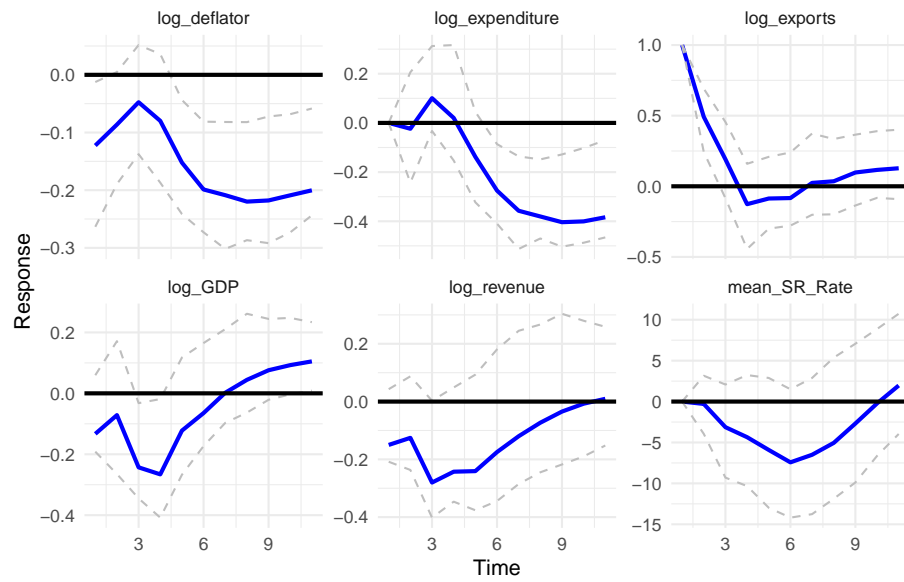 log_deflator
log_expenditure
log_exports
0.0
−0.1
−0.2
−0.3
0.2
0.0
−0.2
−0.4
1.0
0.5
0.0
−0.5
log_GDP
log_revenue
mean_SR_Rate
0.2
0.0
−0.2
−0.4
0.2
0.0
−0.2
−0.4
10
5
0
−5
−10
−15
3 6 9
3 6 9
3 6 9
Response
Time